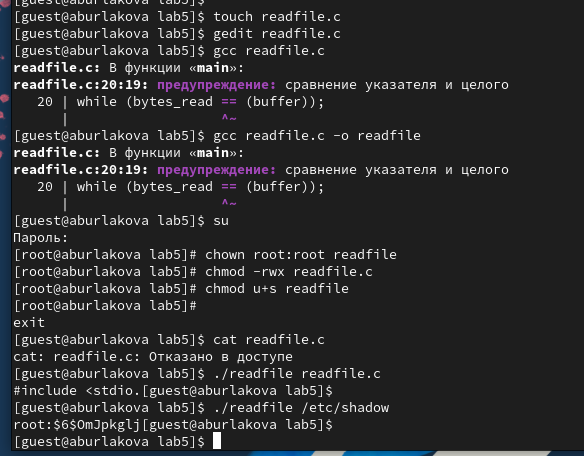 [guest@aburlakova lab5]$ touch readfile.c
[guest@aburlakova lab5]$ gedit readfile.c
[guest@aburlakova lab5]$ gcc readfile.c
readfile.c: В функции «main»:
readfile.c:20:19: предупреждение: сравнение указателя и целого
   20 | while (bytes_read == (buffer));
      |                   ^~
[guest@aburlakova lab5]$ gcc readfile.c -o readfile
readfile.c: В функции «main»:
readfile.c:20:19: предупреждение: сравнение указателя и целого
   20 | while (bytes_read == (buffer));
      |                   ^~
[guest@aburlakova lab5]$ su
Пароль:
[root@aburlakova lab5]# chown root:root readfile
[root@aburlakova lab5]# chmod -rwx readfile.c
[root@aburlakova lab5]# chmod u+s readfile
[root@aburlakova lab5]#
exit
[guest@aburlakova lab5]$ cat readfile.c
cat: readfile.c: Отказано в доступе
[guest@aburlakova lab5]$ ./readfile readfile.c
#include <stdio.[guest@aburlakova lab5]$
[guest@aburlakova lab5]$ ./readfile /etc/shadow
root:$6$OmJpkglj[guest@aburlakova lab5]$
[guest@aburlakova lab5]$